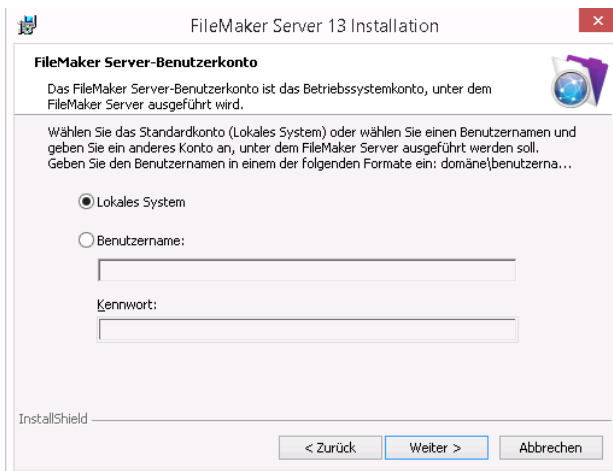 FileMaker Server 13 Installation
FileMaker Server-Benutzerkonto
Das FileMaker Server-Benutzerkonto ist das Betriebssystemkonto, unter dem
FileMaker Server ausgeführt wird.
Wählen Sie das Standardkonto (Lokales System) oder wählen Sie einen Benutzernamen und
geben Sie ein anderes Konto an, unter dem FileMaker Server ausgeführt werden soll.
Geben Sie den Benutzernamen in einem der folgenden Formate ein: domäne\benutzerna...
Lokales System
Benutzername:
Kennwort:
InstallShield
< Zurück Weiter > Abbrechen